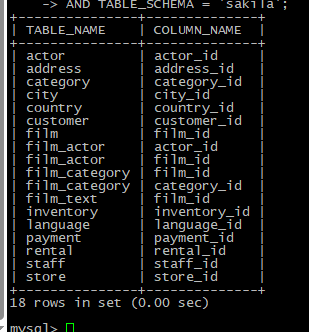 -> AND TABLE_SCHEMA = 'sakila';
+---------------+--------------+
| TABLE_NAME | COLUMN_NAME |
+---------------+--------------+
| actor | actor_id |
| address | address_id |
| category | category_id |
| city | city_id |
| country | country_id |
| customer | customer_id |
| film | film_id |
| film_actor | actor_id |
| film_actor | film_id |
| film_category | film_id |
| film_category | category_id |
| film_text | film_id |
| inventory | inventory_id |
| language | language_id |
| payment | payment_id |
| rental | rental_id |
| staff | staff_id |
| store | store_id |
+---------------+--------------+
18 rows in set (0.00 sec)
mysql>